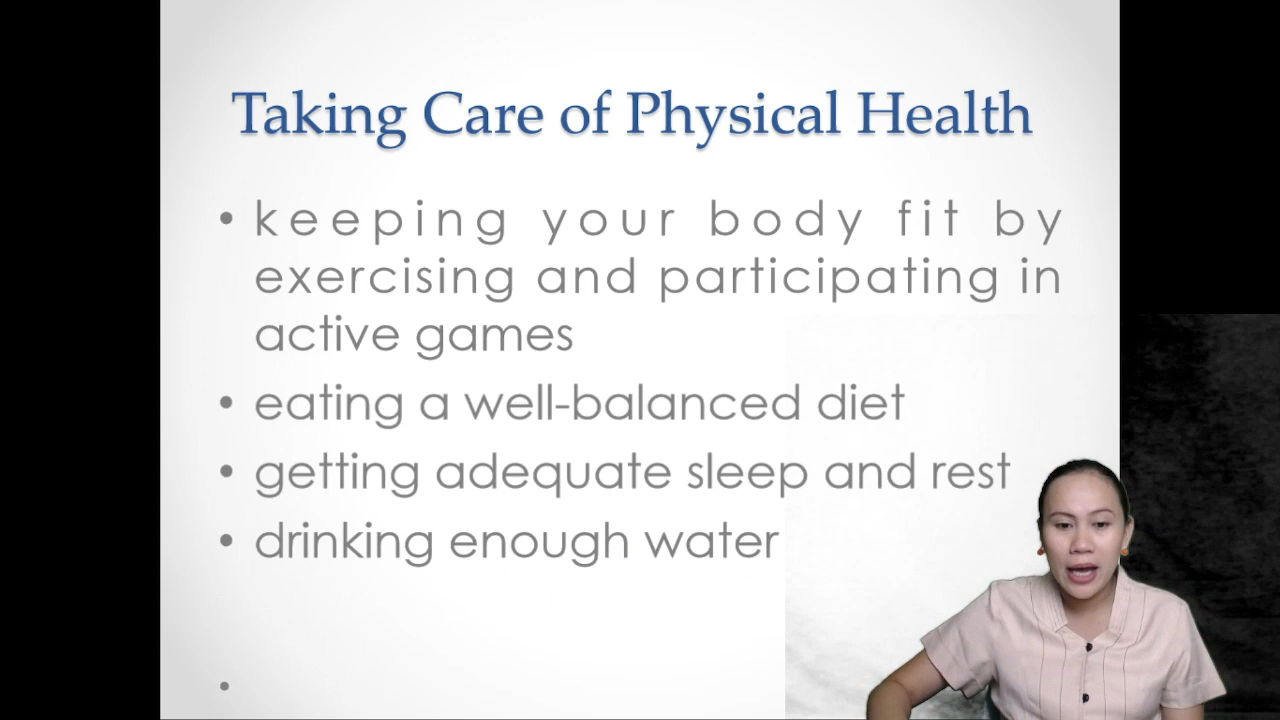 Taking Care of Physical Health
• keeping your body fit by
exercising and participating in
active games
• eating a well-balanced diet
• getting adequate sleep and rest
• drinking enough water
•